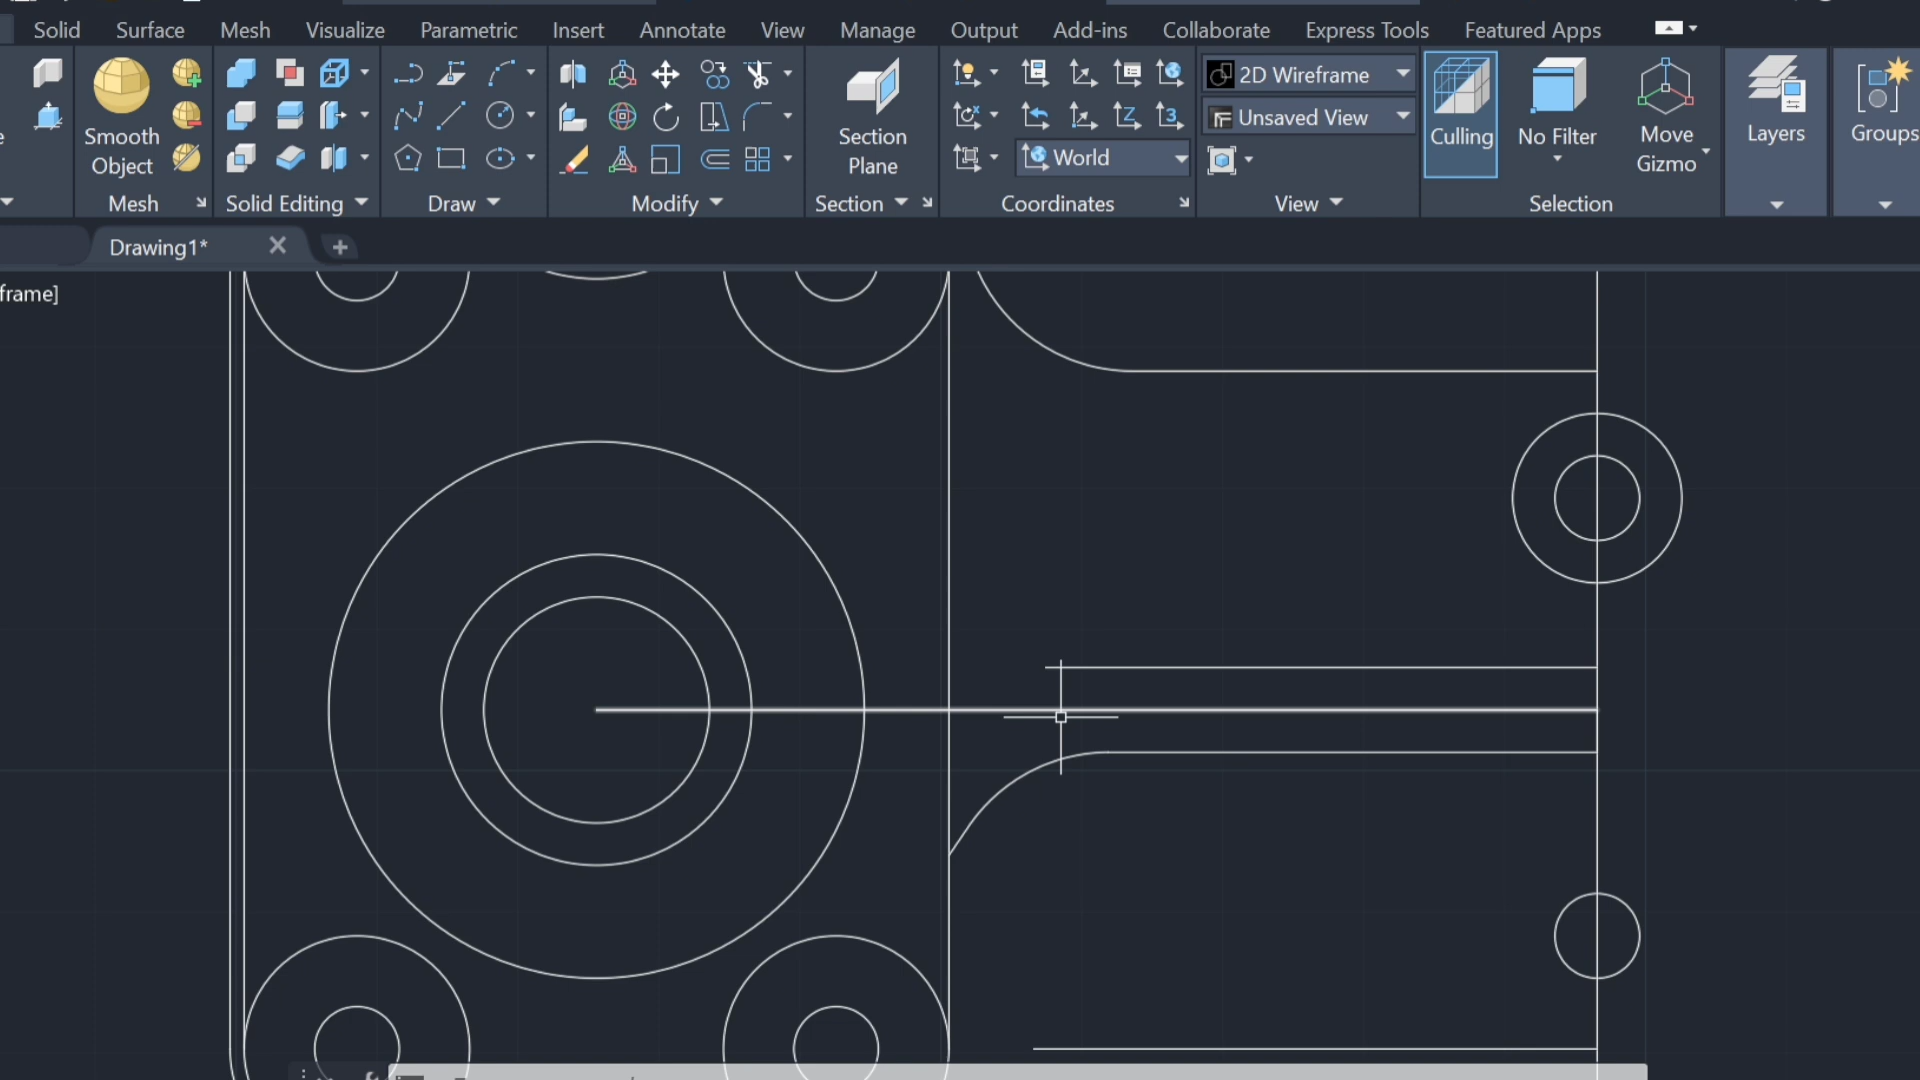 Solid Surface Mesh Visualize Parametric Insert Annotate View Manage Output Add-ins Collaborate Express Tools Featured Apps
Smooth
Object
Section
Plane
2D Wireframe
Unsaved View
World
Culling
No Filter
Move
Gizmo
Layers
Groups
Mesh Solid Editing Draw Modify Section Coordinates View Selection
Drawing1*
frame]